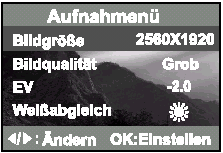 Aufnahmenü
Bildgröße 2560X1920
Bildqualität Grob
EV -2.0
Weißabgleich
◀/▶: Ändern OK:Einstellen